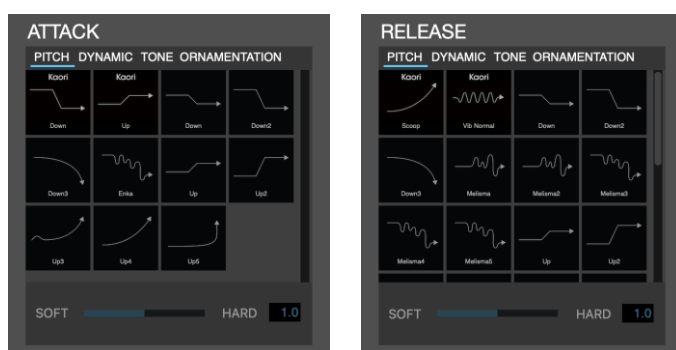 ATTACK
PITCH DYNAMIC TONE ORNAMENTATION
Kaori Kaori
Down Up Down Down2
Down3 Enka Up Up2
Up3 Up4 Up5
SOFT HARD 1.0
RELEASE
PITCH DYNAMIC TONE ORNAMENTATION
Kaori Kaori
Scoop Vib Normal Down Down2
Down3 Melisma Melisma2 Melisma3
Melisma4 Melisma5 Up Up2
SOFT HARD 1.0